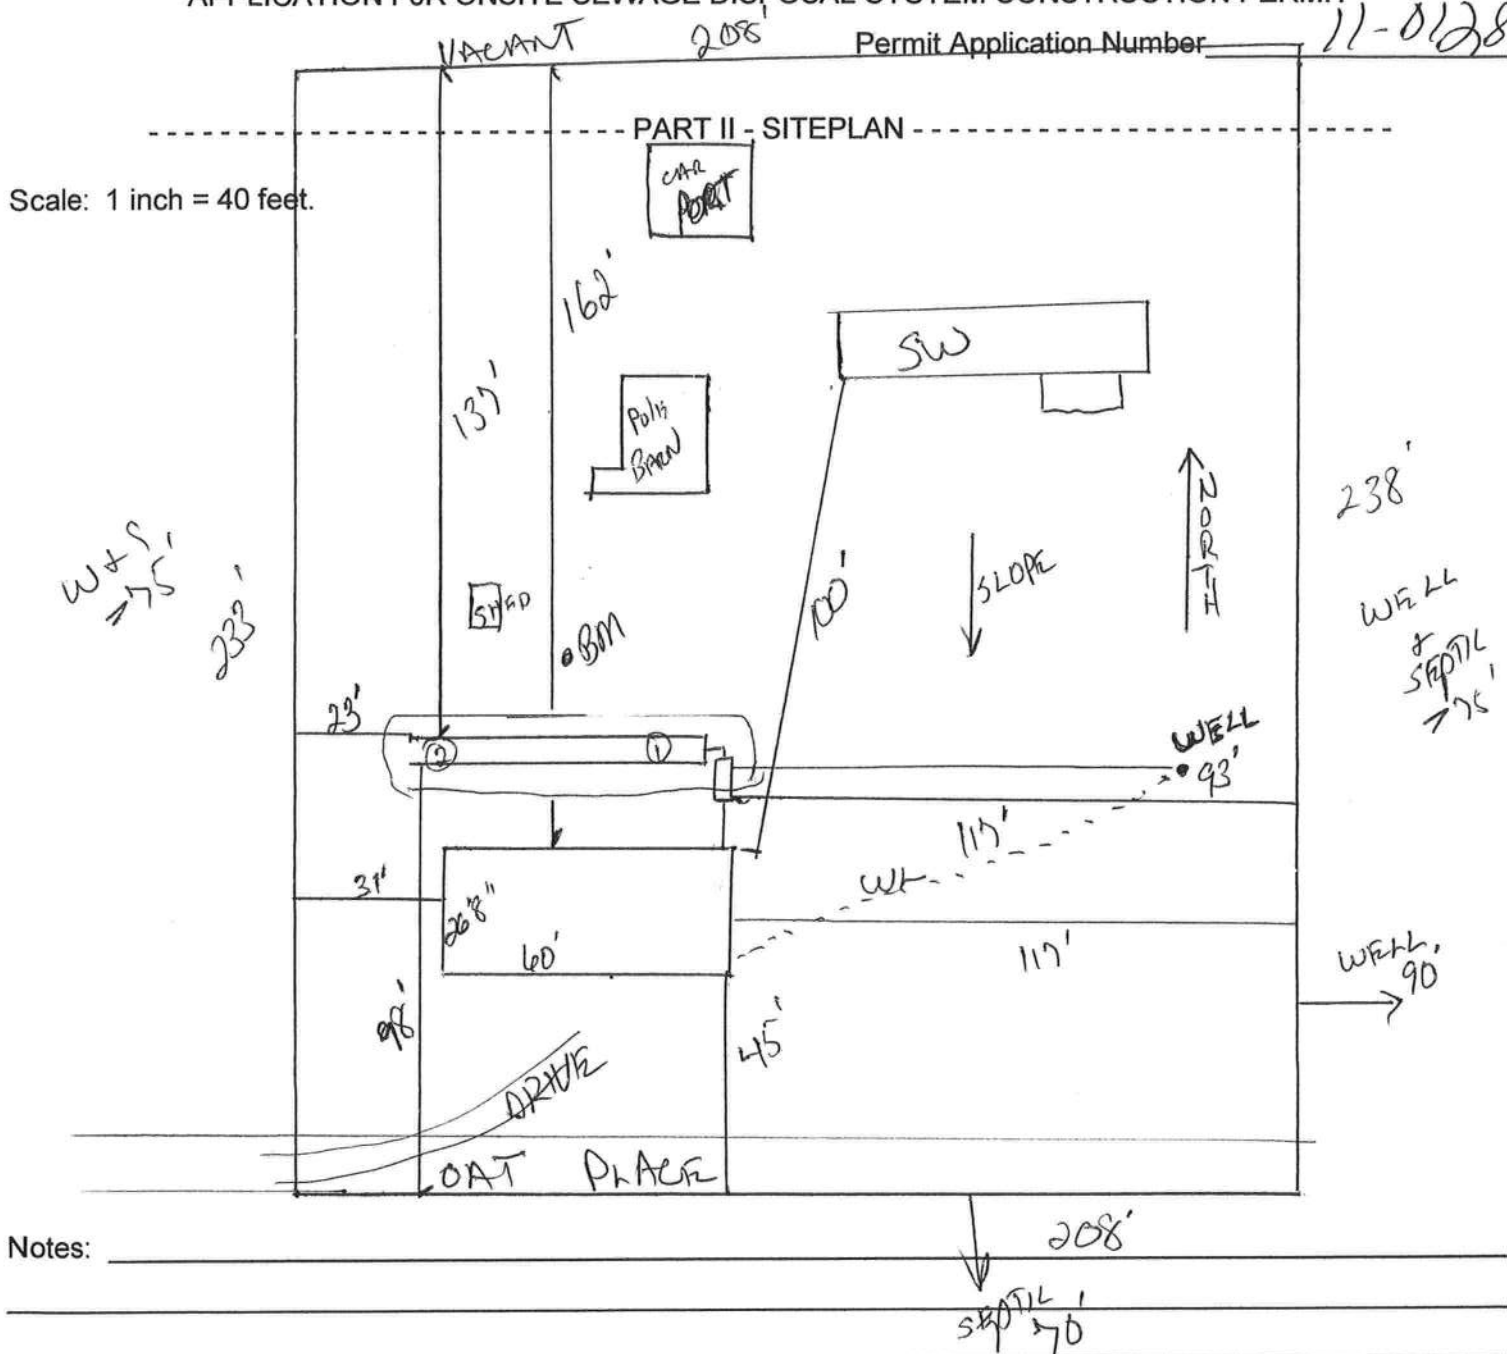 APPLICATION FOR ONSITE SEWAGE DISPOSAL SYSTEM CONSTRUCTION PERMIT
VACANT 208'
Permit Application Number 11-0128
PART II - SITEPLAN
Scale: 1 inch = 40 feet.
CAR
PORT
162'
SW
137'
BARN
NORTH
238'
W + S
>75'
233'
SHED
SLOPE
100'
BM
WELL
&
SEPTIC
>75'
23'
2
1
WELL
93'
117'
WL
31'
26'8"
60'
117'
WELL
90'
98'
45'
DRIVE
OAT PLACE
208'
Notes:
SEPTIC